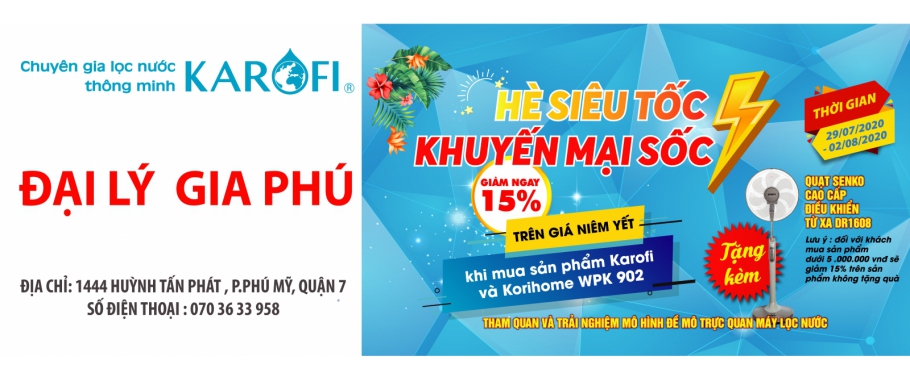 Chuyên gia lọc nước
thông minh
KAROFI®
ĐẠI LÝ GIA PHÚ
ĐỊA CHỈ: 1444 HUỲNH TẤN PHÁT , P.PHÚ MỸ, QUẬN 7
SỐ ĐIỆN THOẠI : 070 36 33 958
HÈ SIÊU TỐC
KHUYẾN MẠI SỐC
THỜI GIAN
29/07/2020
- 02/08/2020
GIẢM NGAY
15%
TRÊN GIÁ NIÊM YẾT
khi mua sản phẩm Karofi
và Korihome WPK 902
Tặng
kèm
QUẠT SENKO
CAO CẤP
ĐIỀU KHIỂN
TỪ XA DR1608
Lưu ý : đối với khách
mua sản phẩm
dưới 5 .000.000 vnđ sẽ
giảm 15% trên sản
phẩm không tặng quà
THAM QUAN VÀ TRẢI NGHIỆM MÔ HÌNH ĐỀ MÔ TRỰC QUAN MÁY LỌC NƯỚC